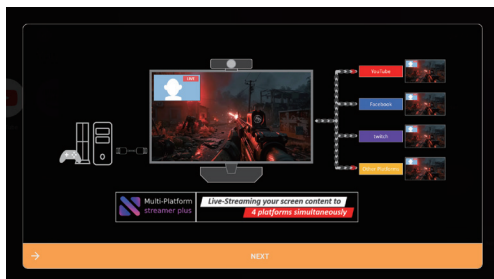 LIVE
YouTube
Facebook
twitch
Other Platforms
Multi-Platform
streamer plus
Live-Streaming your screen content to
4 platforms simultaneously
NEXT